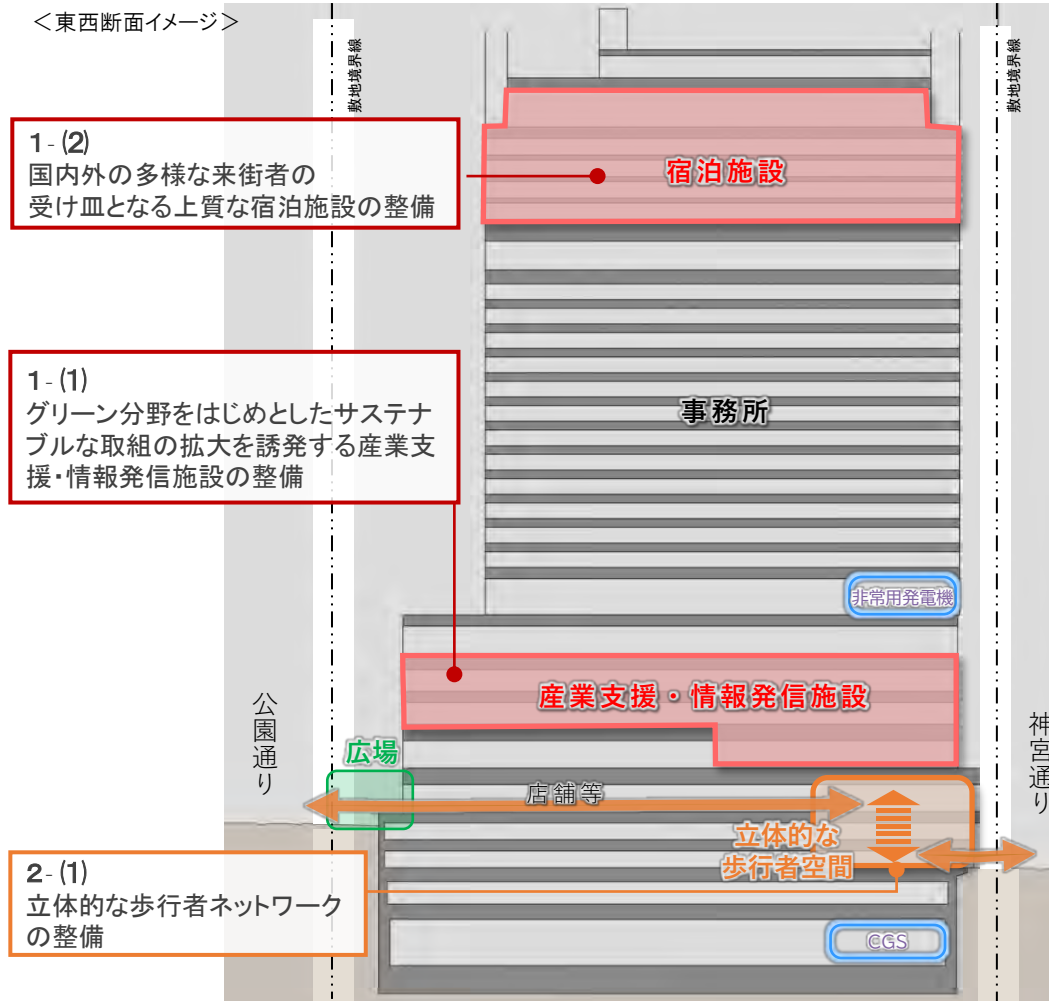 ＜東西断面イメージ＞
敷地境界線
敷地境界線
1-(2)
国内外の多様な来街者の
受け皿となる上質な宿泊施設の整備
宿泊施設
1-(1)
グリーン分野をはじめとしたサステナ
ブルな取組の拡大を誘発する産業支
援・情報発信施設の整備
事務所
非常用発電機
産業支援・情報発信施設
公園通り
広場
店舗等
神宮通り
立体的な
歩行者空間
2-(1)
立体的な歩行者ネットワーク
の整備
CGS